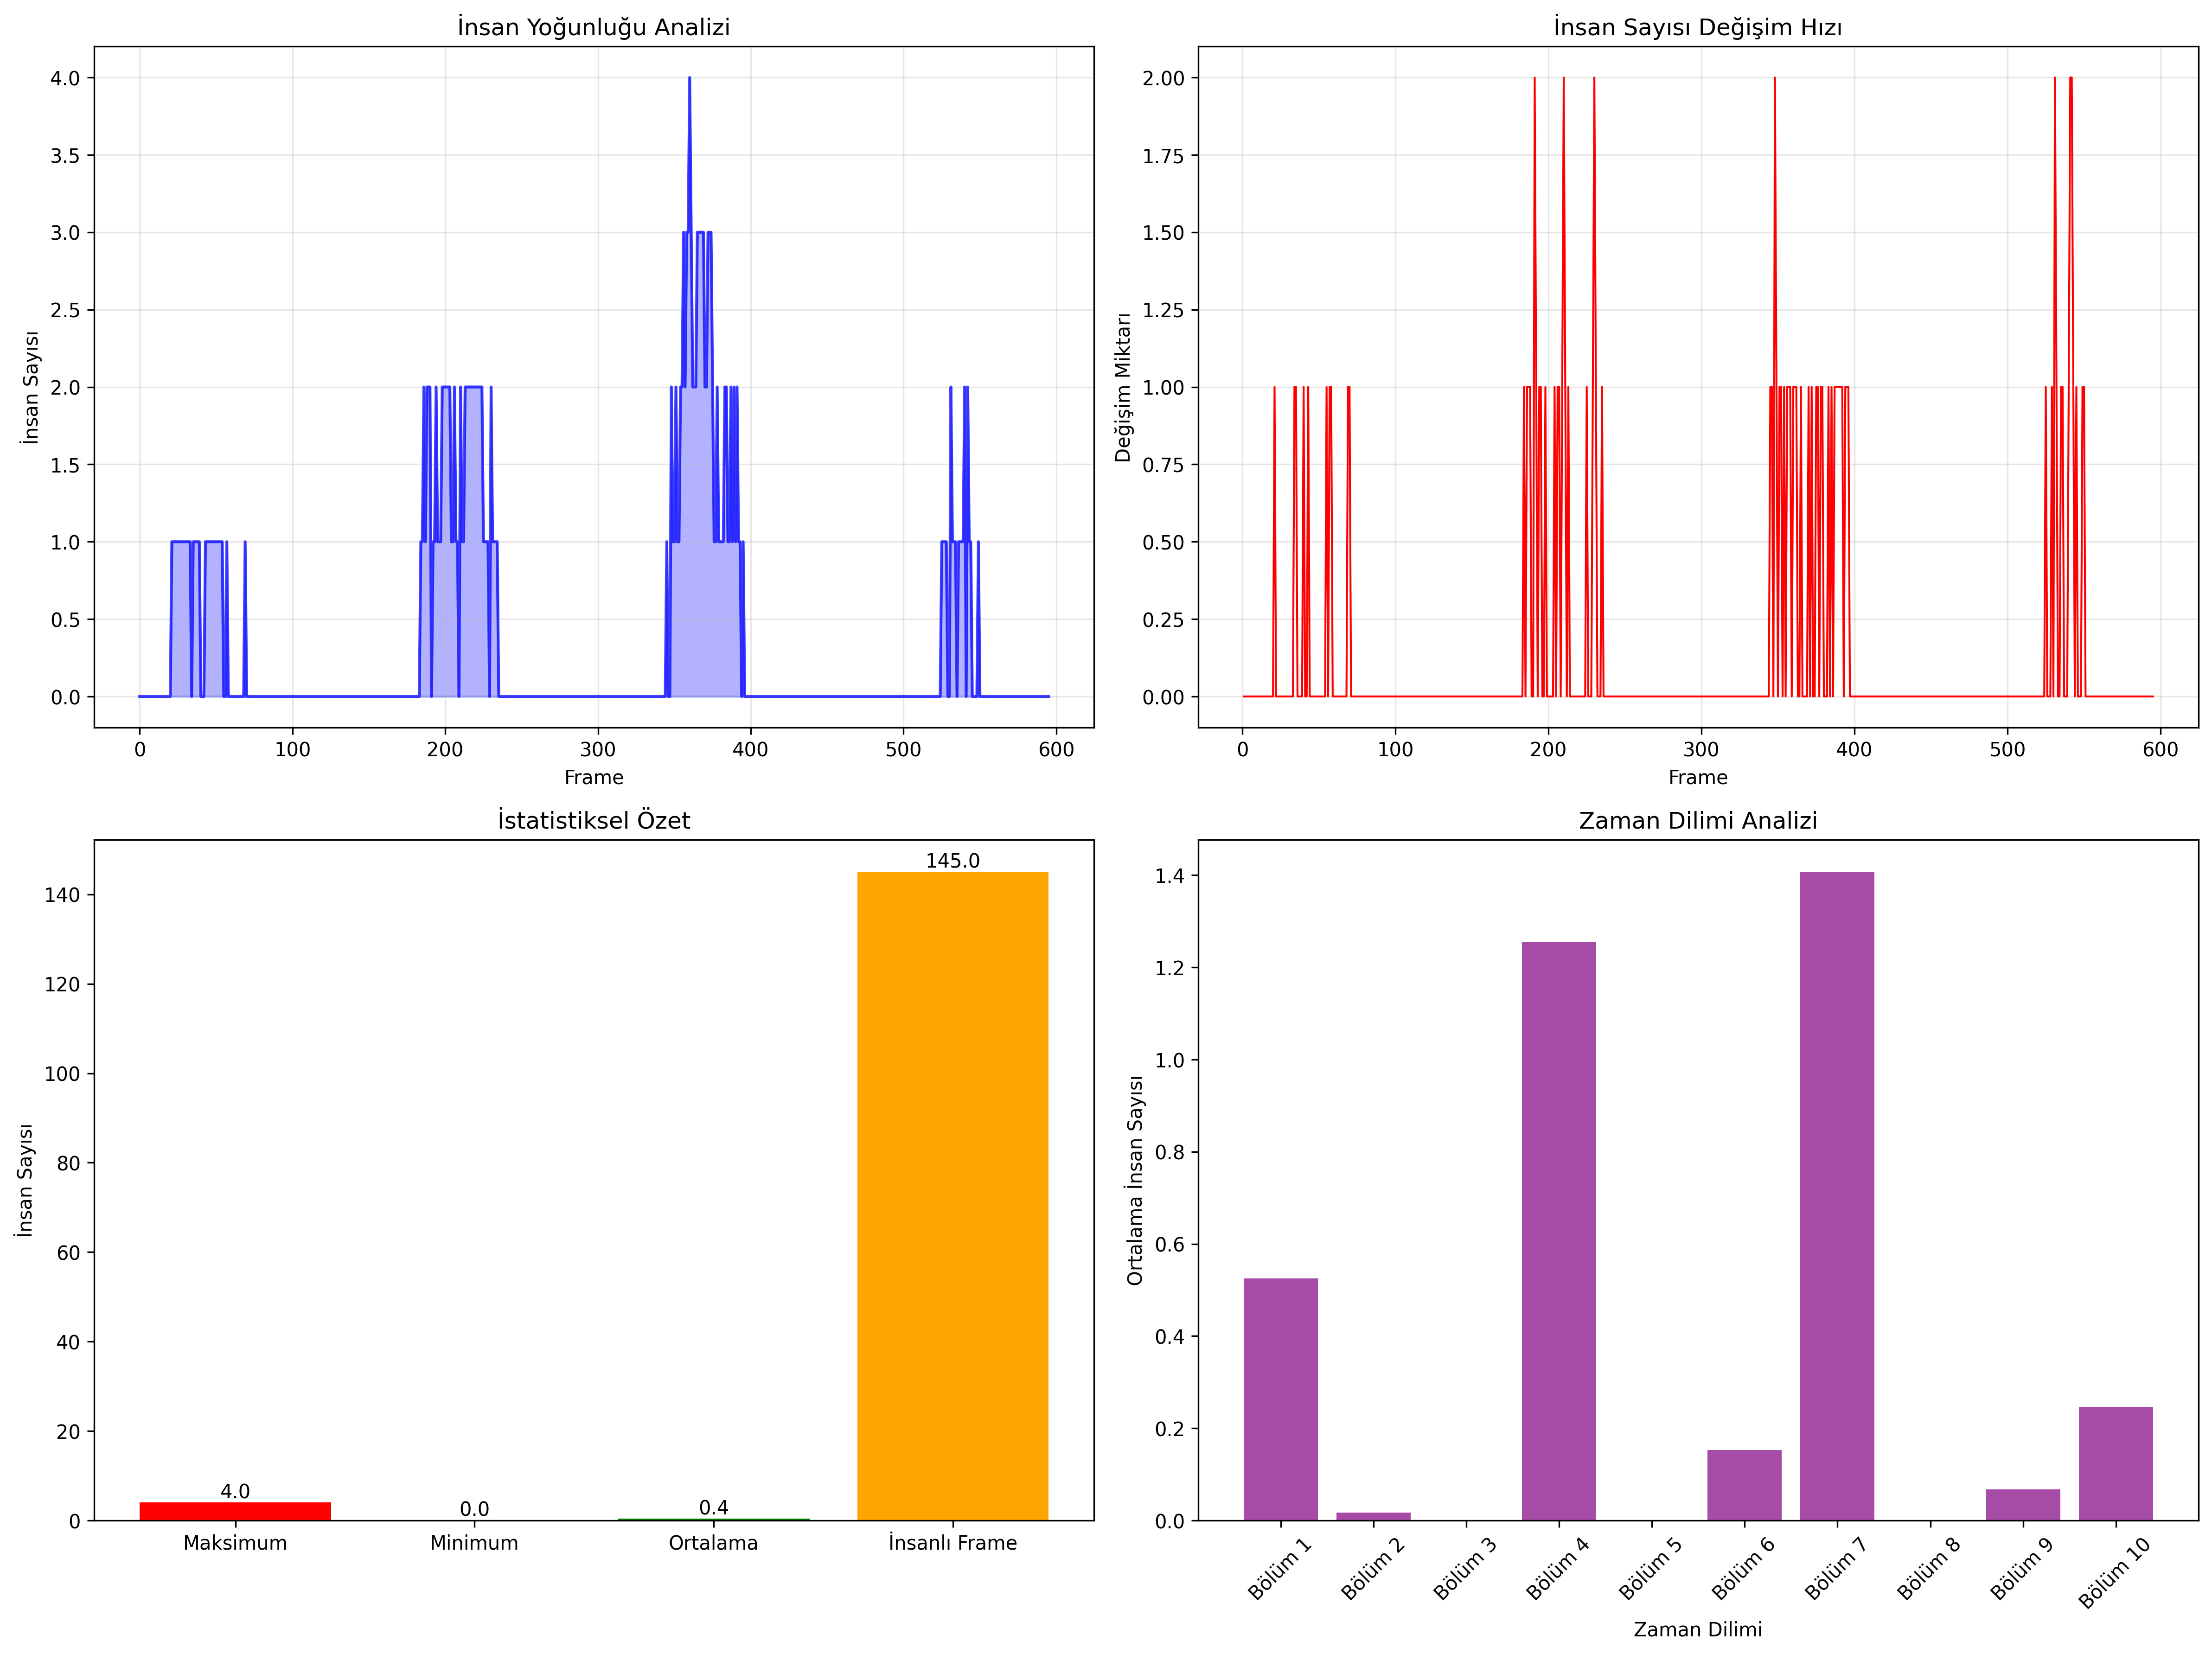 İnsan Yoğunluğu Analizi
İnsan Sayısı
4.0
3.5
3.0
2.5
2.0
1.5
1.0
0.5
0.0
0 100 200 300 400 500 600
Frame
İnsan Sayısı Değişim Hızı
Değişim Miktarı
2.00
1.75
1.50
1.25
1.00
0.75
0.50
0.25
0.00
0 100 200 300 400 500 600
Frame
İstatistiksel Özet
İnsan Sayısı
140
120
100
80
60
40
20
0
4.0 0.0 0.4 145.0
Maksimum Minimum Ortalama İnsanlı Frame
Zaman Dilimi Analizi
Ortalama İnsan Sayısı
1.4
1.2
1.0
0.8
0.6
0.4
0.2
0.0
Bölüm 1 Bölüm 2 Bölüm 3 Bölüm 4 Bölüm 5 Bölüm 6 Bölüm 7 Bölüm 8 Bölüm 9 Bölüm 10
Zaman Dilimi